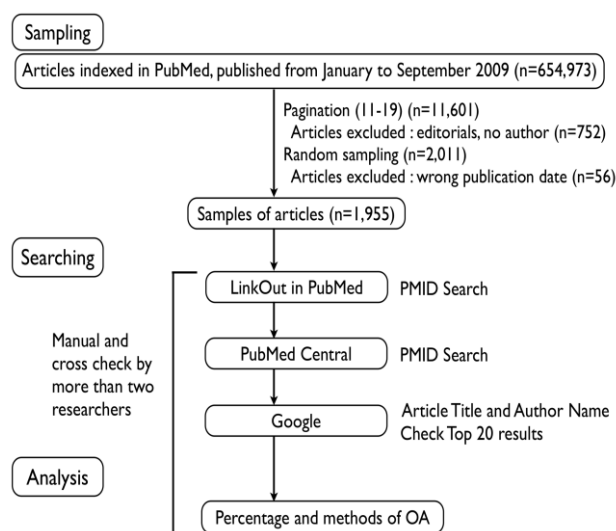 Sampling
Articles indexed in PubMed, published from January to September 2009 (n=654,973)
Pagination (11-19) (n=11,601)
Articles excluded : editorials, no author (n=752)
Random sampling (n=2,011)
Articles excluded : wrong publication date (n=56)
Samples of articles (n=1,955)
Searching
LinkOut in PubMed
PMID Search
Manual and
cross check by
more than two
researchers
PubMed Central
PMID Search
Google
Article Title and Author Name
Check Top 20 results
Analysis
Percentage and methods of OA